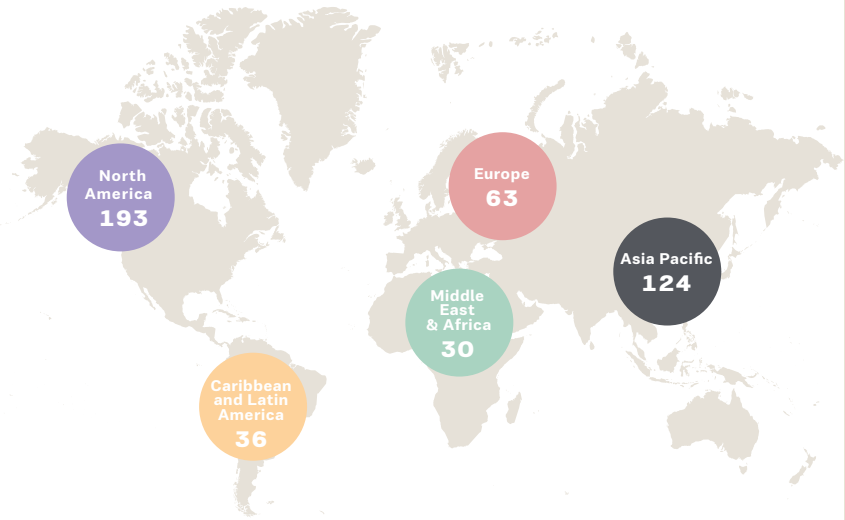 North
America
193
Europe
63
Asia Pacific
124
Middle
East
& Africa
30
Caribbean
and Latin
America
36